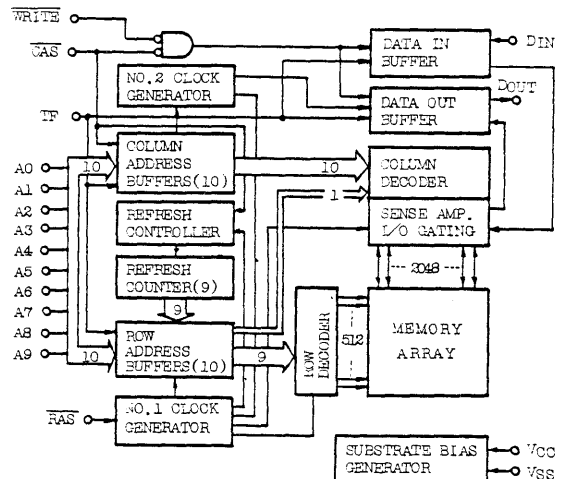 WRITE
CAS
TF
A0
A1
A2
A3
A4
A5
A6
A7
A8
A9
RAS
NO.2 CLOCK
GENERATOR
COLUMN
ADDRESS
BUFFERS(10)
REFRESH
CONTROLLER
REFRESH
COUNTER(9)
ROW
ADDRESS
BUFFERS(10)
NO.1 CLOCK
GENERATOR
10
10
9
10
1
9
DATA IN
BUFFER
DIN
DATA OUT
BUFFER
DOUT
COLUMN
DECODER
SENSE AMP.
I/O GATING
2048
ROW
DECODER
512
MEMORY
ARRAY
SUBSTRATE BIAS
GENERATOR
VCC
VSS